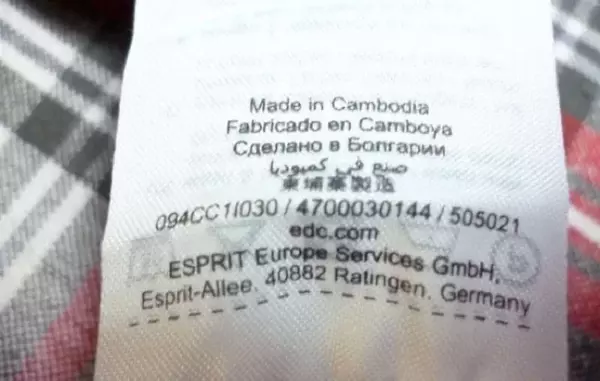 Made in Cambodia
Fabricado en Camboya
Сделано в Болгарии
صنع في كمبوديا
柬埔寨製造
094CC1I030 / 4700030144 / 505021
edc.com
ESPRIT Europe Services GmbH,
Esprit-Allee. 40882 Ratingen. Germany